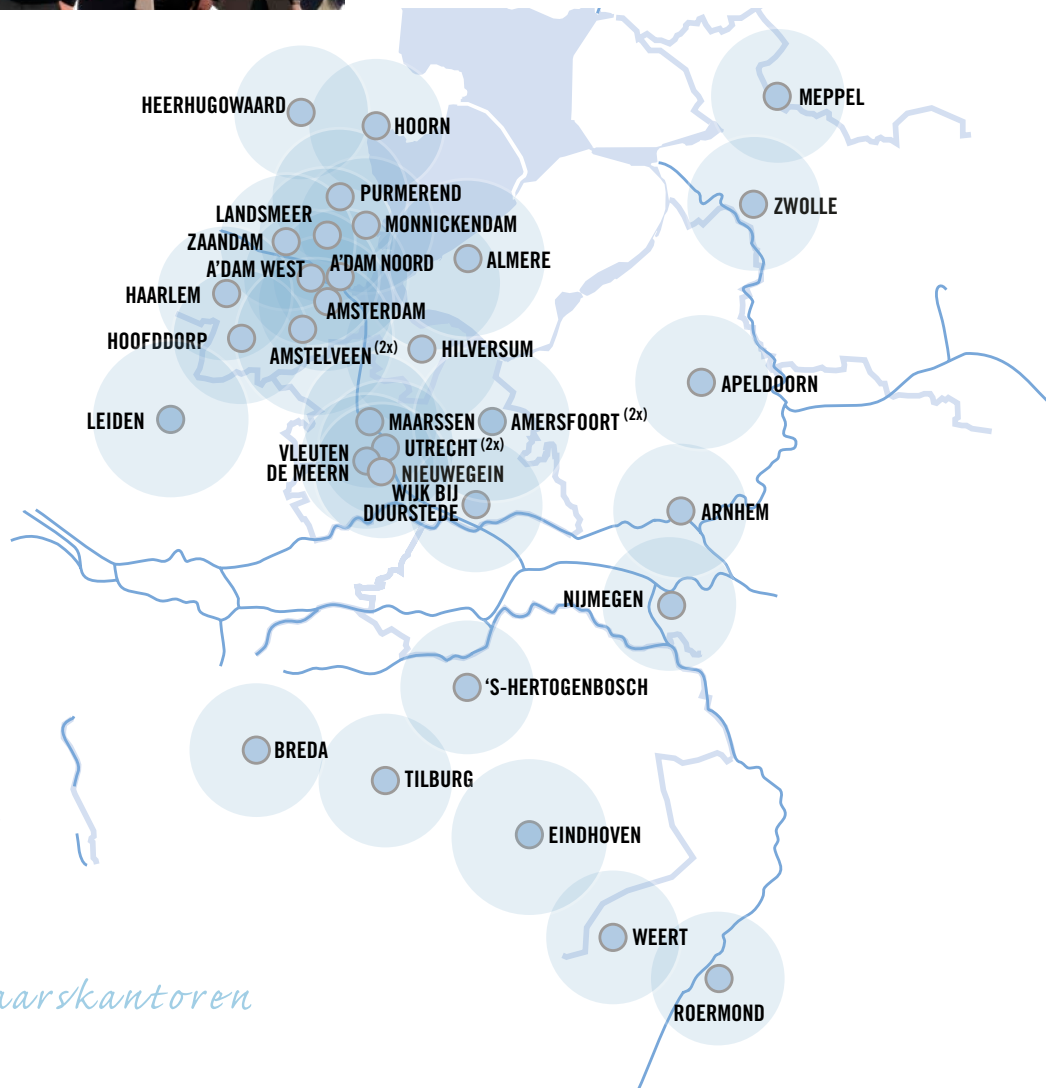 MEPPEL
HEERHUGOWAARD
HOORN
PURMEREND
ZWOLLE
LANDSMEER
MONNICKENDAM
ZAANDAM
A'DAM WEST
A'DAM NOORD
ALMERE
HAARLEM
AMSTERDAM
HOOFDDORP
AMSTELVEEN (2x)
HILVERSUM
APELDOORN
LEIDEN
MAARSSEN
AMERSFOORT (2x)
UTRECHT (2x)
VLEUTEN
DE MEERN
NIEUWEGEIN
WIJK BIJ
DUURSTEDE
ARNHEM
NIJMEGEN
‘S-HERTOGENBOSCH
BREDA
TILBURG
EINDHOVEN
WEERT
ROERMOND
aarskantoren